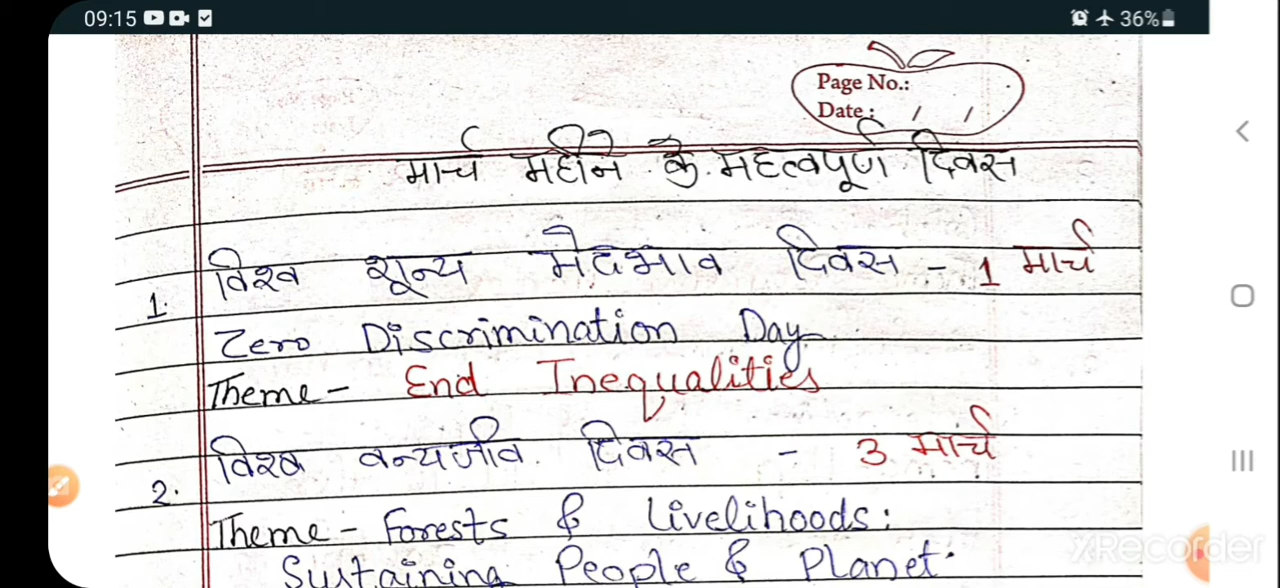 09:15
36%
Page No.:
Date: / /
मार्च महीने के महत्वपूर्ण दिवस
1. विश्व शून्य भेदभाव दिवस - 1 मार्च
Zero Discrimination Day
Theme - End Inequalities
2. विश्व वन्यजीव दिवस - 3 मार्च
Theme - Forests & Livelihoods:
Sustaining People & Planet.
XRecorder